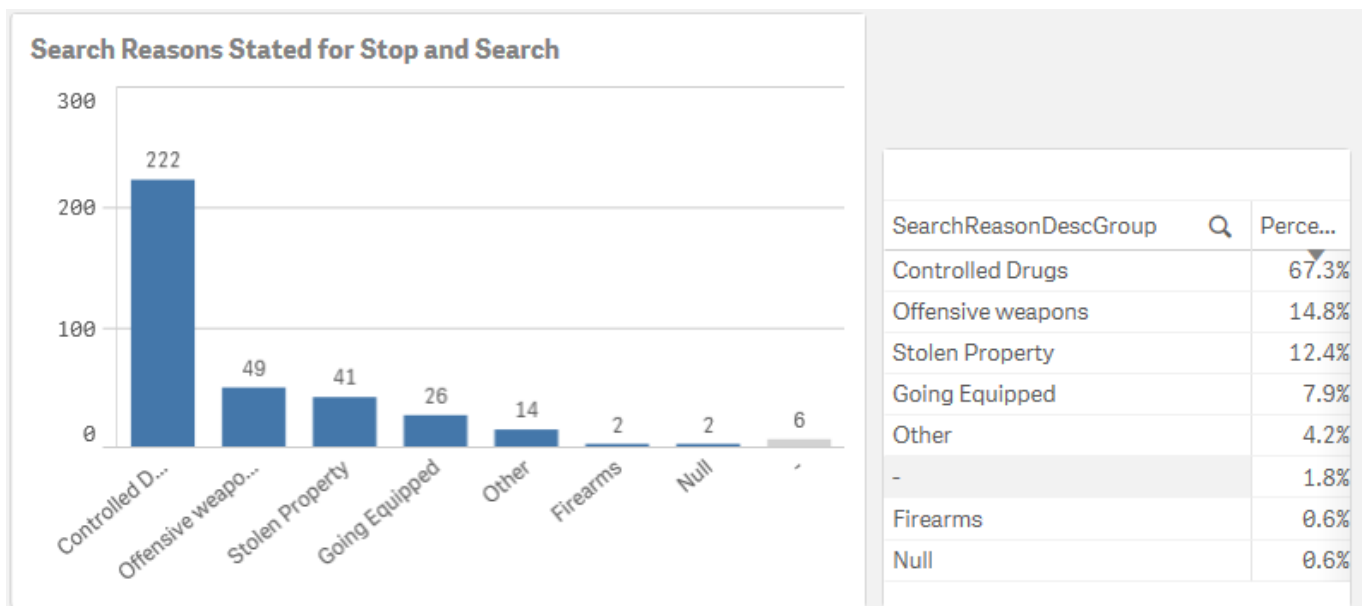 Search Reasons Stated for Stop and Search
300
200
100
0
222
49
41
26
14
2
2
6
Controlled D...
Offensive weapo...
Stolen Property
Going Equipped
Other
Firearms
Null
-
SearchReasonDescGroup Perce...
Controlled Drugs 67.3%
Offensive weapons 14.8%
Stolen Property 12.4%
Going Equipped 7.9%
Other 4.2%
- 1.8%
Firearms 0.6%
Null 0.6%